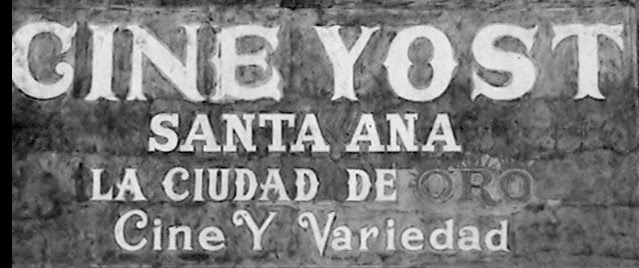 CINE YOST
SANTA ANA
LA CIUDAD DE ORO
Cine Y Variedad